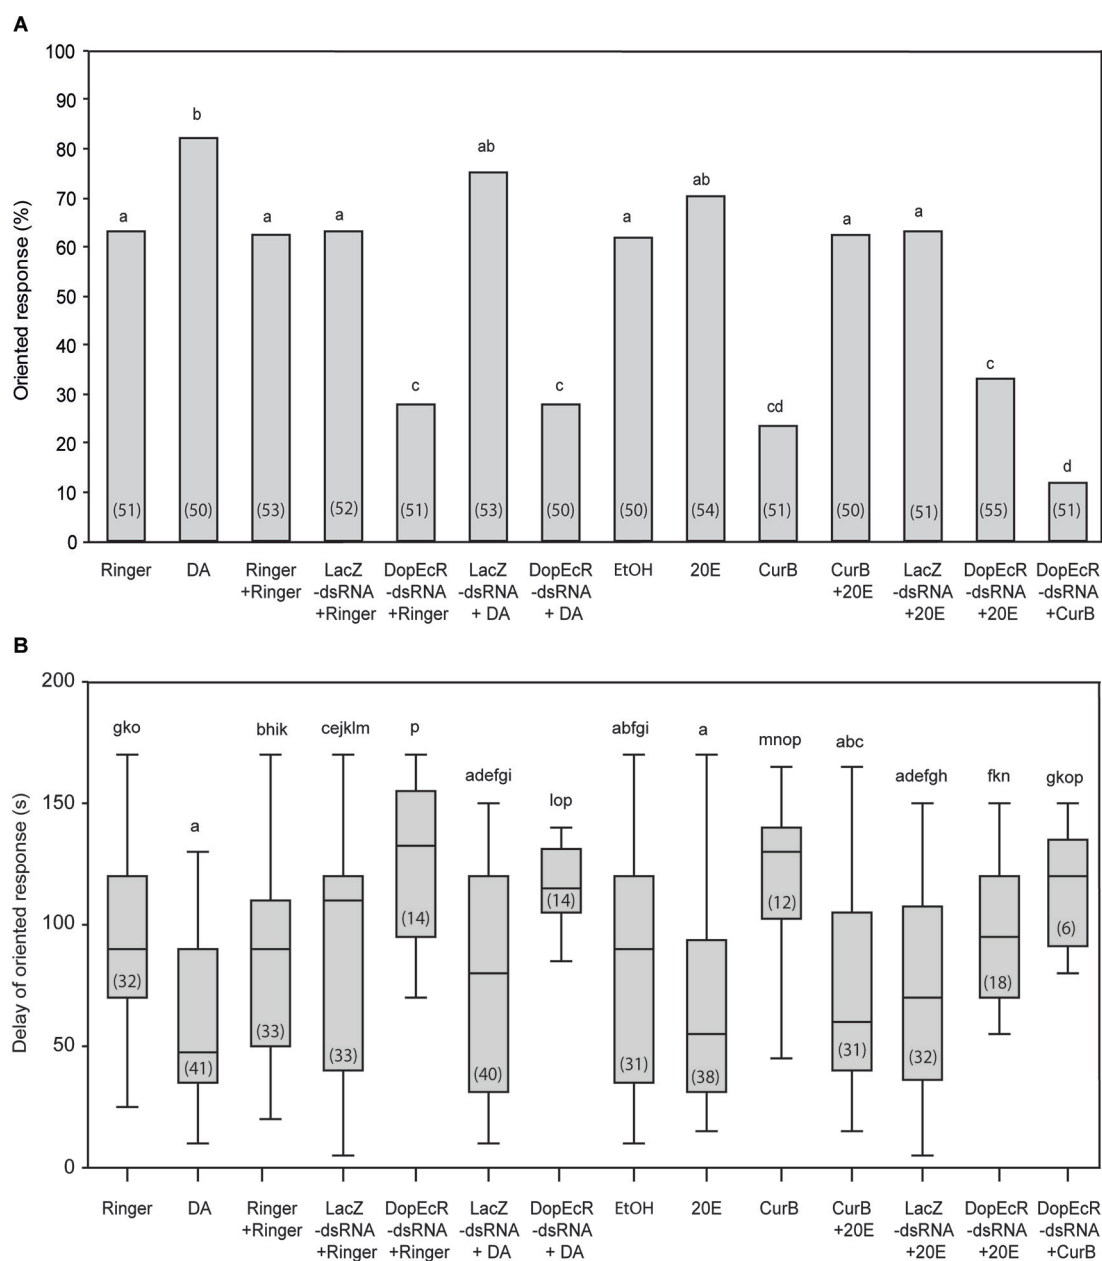 A
100
90
80
70
60
50
40
30
20
10
0
Oriented response (%)
a
b
a
a
c
ab
c
a
ab
cd
a
a
c
d
(51)
(50)
(53)
(52)
(51)
(53)
(50)
(50)
(54)
(51)
(50)
(51)
(55)
(51)
Ringer
DA
Ringer
+Ringer
LacZ
-dsRNA
+Ringer
DopEcR
-dsRNA
+Ringer
LacZ
-dsRNA
+ DA
DopEcR
-dsRNA
+ DA
EtOH
20E
CurB
CurB
+20E
LacZ
-dsRNA
+20E
DopEcR
-dsRNA
+20E
DopEcR
-dsRNA
+CurB
B
200
150
100
50
0
Delay of oriented response (s)
gko
a
bhik
cejklm
p
adefgi
lop
abfgi
a
mnop
abc
adefgh
fkn
gkop
(32)
(41)
(33)
(33)
(14)
(40)
(14)
(31)
(38)
(12)
(31)
(32)
(18)
(6)
Ringer
DA
Ringer
+Ringer
LacZ
-dsRNA
+Ringer
DopEcR
-dsRNA
+Ringer
LacZ
-dsRNA
+ DA
DopEcR
-dsRNA
+ DA
EtOH
20E
CurB
CurB
+20E
LacZ
-dsRNA
+20E
DopEcR
-dsRNA
+20E
DopEcR
-dsRNA
+CurB